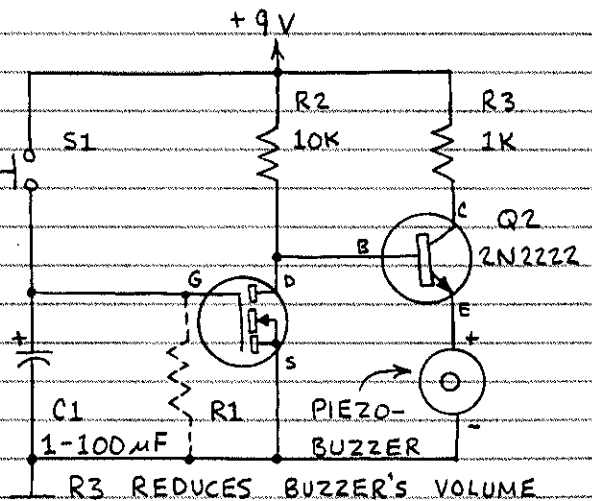 +9V
S1
R2
10K
R3
1K
C
Q2
B
2N2222
G
D
E
+
+
S
C1
R1
PIEZO-
-
1-100µF
BUZZER
R3 REDUCES BUZZER'S VOLUME